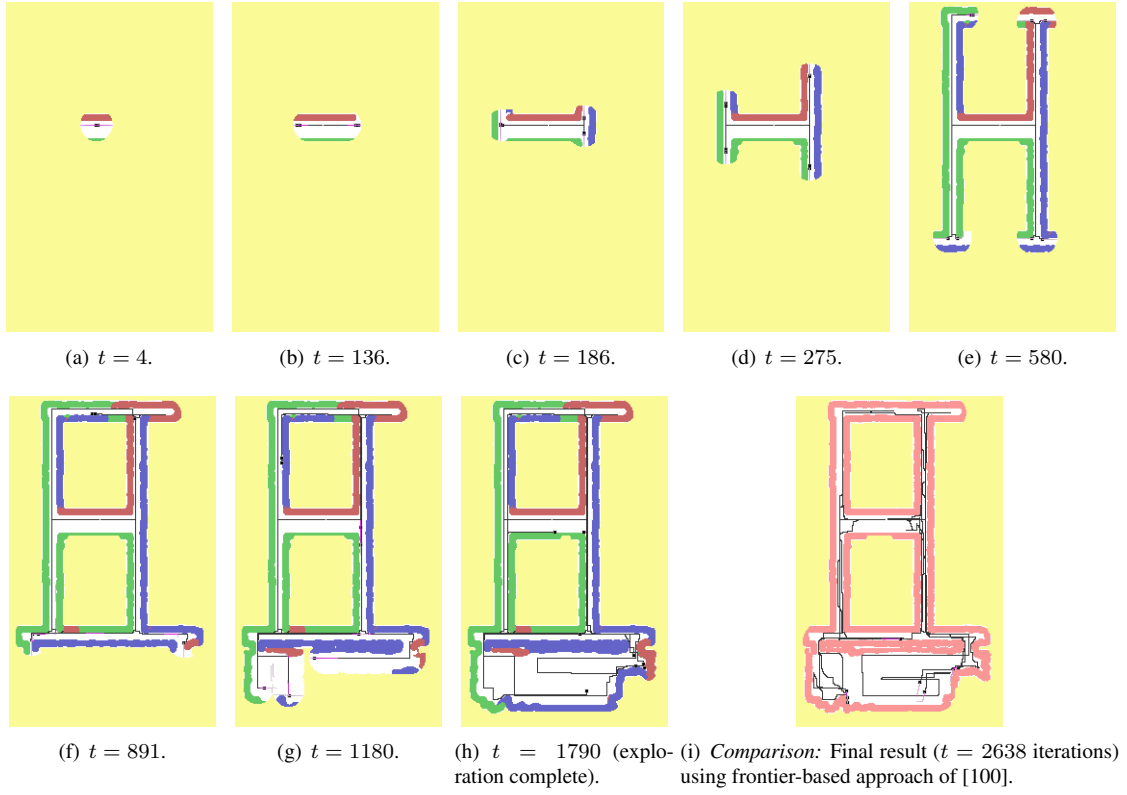 (a) t = 4.
(b) t = 136.
(c) t = 186.
(d) t = 275.
(e) t = 580.
(f) t = 891.
(g) t = 1180.
(h) t = 1790 (explo-
ration complete).
(i) Comparison: Final result (t = 2638 iterations)
using frontier-based approach of [100].